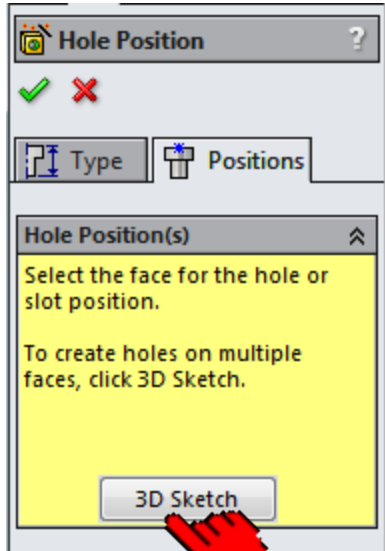 Hole Position ?
Type Positions
Hole Position(s)
Select the face for the hole or
slot position.
To create holes on multiple
faces, click 3D Sketch.
3D Sketch